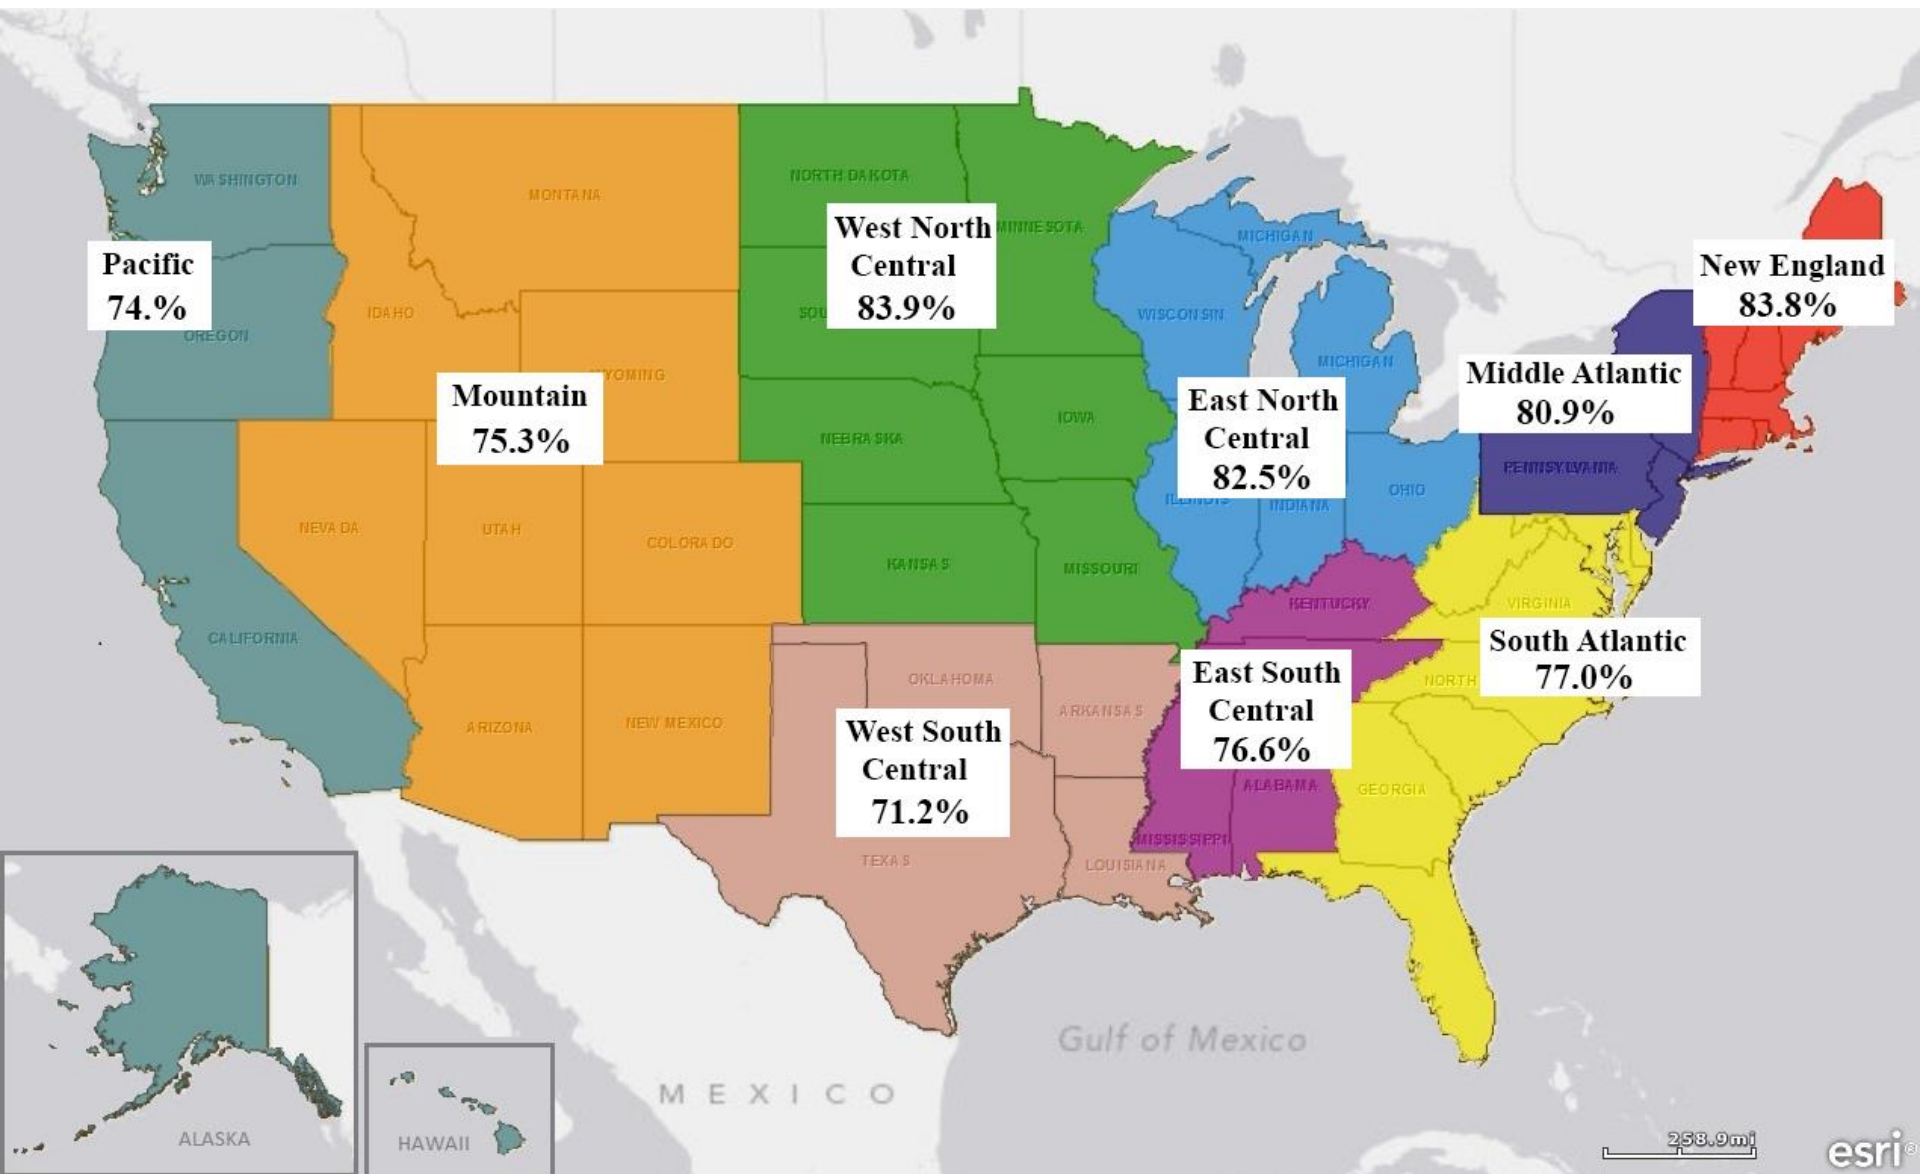 WASHINGTON
MONTANA
NORTH DAKOTA
MINNESOTA
MICHIGAN
Pacific
74.%
OREGON
IDAHO
WYOMING
West North
Central
83.9%
SOU
WISCONSIN
MICHIGAN
New England
83.8%
Mountain
75.3%
NEBRASKA
IOWA
East North
Central
82.5%
ILLINOIS
INDIANA
OHIO
Middle Atlantic
80.9%
PENNSYLVANIA
NEVADA
UTAH
COLORADO
KANSAS
MISSOURI
KENTUCKY
VIRGINIA
CALIFORNIA
ARIZONA
NEW MEXICO
OKLAHOMA
ARKANSAS
East South
Central
76.6%
South Atlantic
77.0%
NORTH
West South
Central
71.2%
TEXAS
LOUISIANA
MISSISSIPPI
ALABAMA
GEORGIA
Gulf of Mexico
MEXICO
ALASKA
HAWAII
258.9mi
esri®